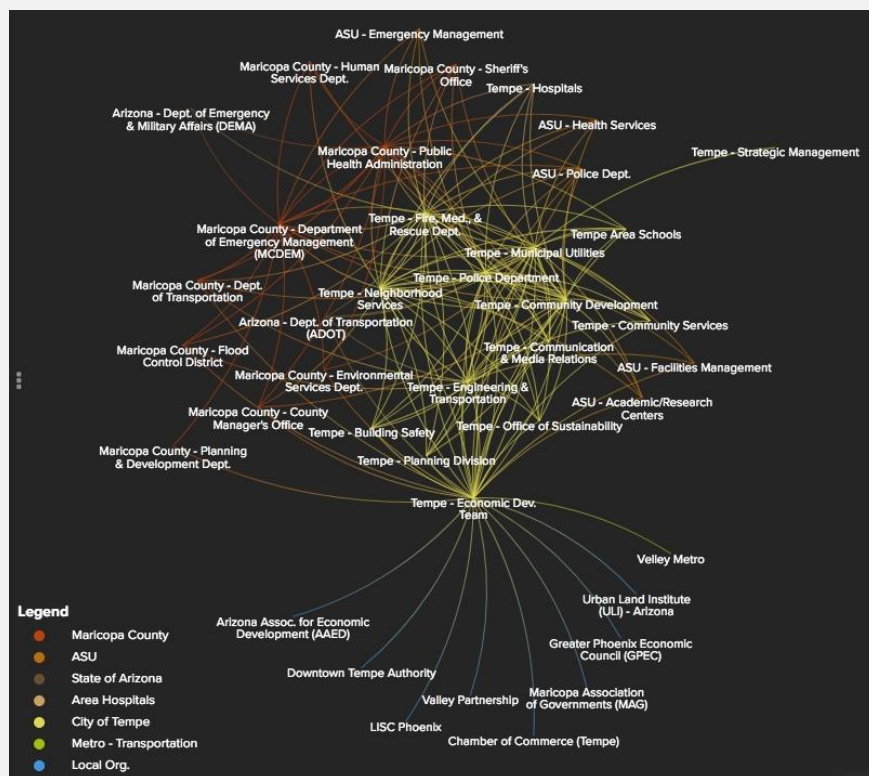 ASU - Emergency Management
Maricopa County - Human
Services Dept.
Maricopa County - Sheriff's
Office
Tempe - Hospitals
Arizona - Dept. of Emergency
& Military Affairs (DEMA)
ASU - Health Services
Maricopa County - Public
Health Administration
Tempe - Strategic Management
ASU - Police Dept.
Tempe - Fire, Med., &
Rescue Dept.
Maricopa County - Department
of Emergency Management
(MCDEM)
Tempe Area Schools
Tempe - Municipal Utilities
Tempe - Police Department
Maricopa County - Dept.
of Transportation
Tempe - Neighborhood
Services
Tempe - Community Development
Arizona - Dept. of Transportation
(ADOT)
Tempe - Community Services
Maricopa County - Flood
Control District
Tempe - Communication
& Media Relations
ASU - Facilities Management
Maricopa County - Environmental
Services Dept.
Tempe - Engineering &
Transportation
ASU - Academic/Research
Centers
Maricopa County - County
Manager's Office
Tempe - Building Safety
Tempe - Office of Sustainability
Maricopa County - Planning
& Development Dept.
Tempe - Planning Division
Tempe - Economic Dev.
Team
Velley Metro
Urban Land Institute
(ULI) - Arizona
Arizona Assoc. for Economic
Development (AAED)
Greater Phoenix Economic
Council (GPEC)
Downtown Tempe Authority
Valley Partnership
Maricopa Association
of Governments (MAG)
LISC Phoenix
Chamber of Commerce (Tempe)
Legend
Maricopa County
ASU
State of Arizona
Area Hospitals
City of Tempe
Metro - Transportation
Local Org.